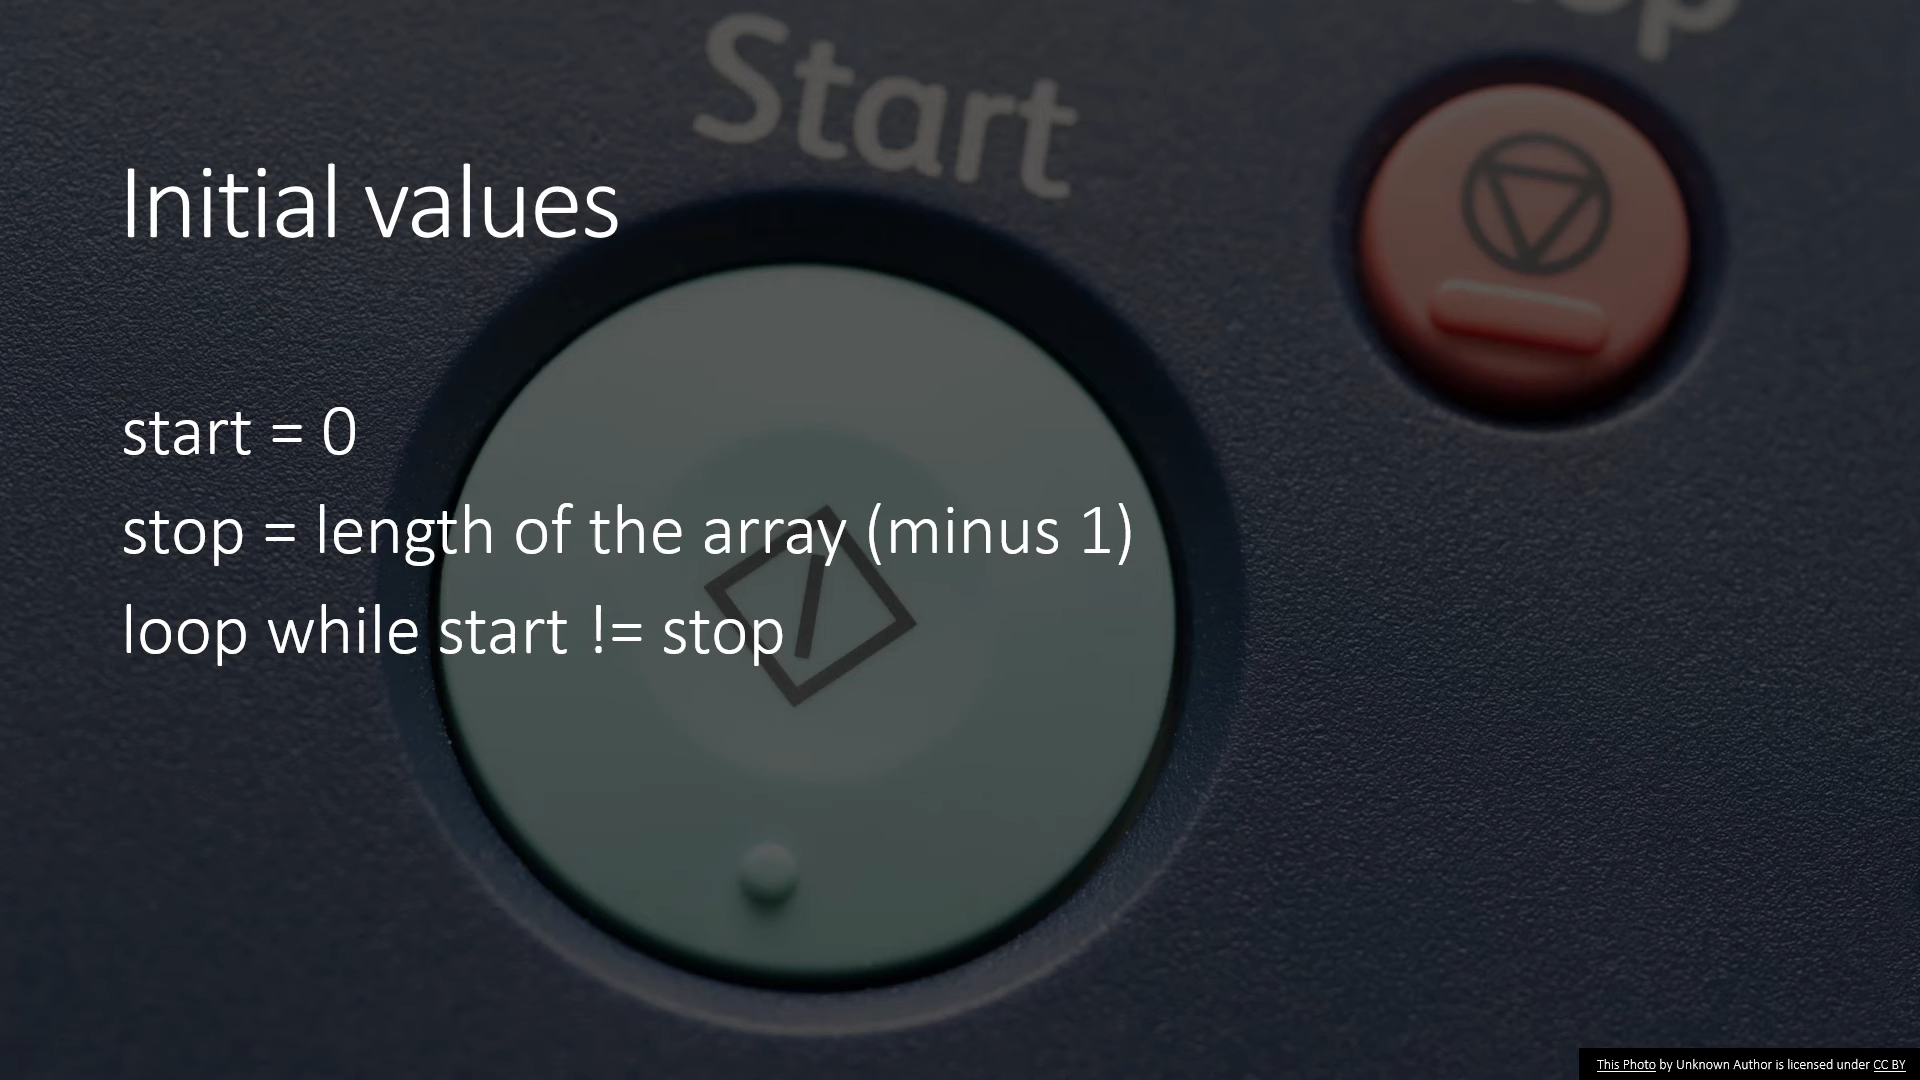 Start
Initial values
start = 0
stop = length of the array (minus 1)
loop while start != stop
This Photo by Unknown Author is licensed under CC BY